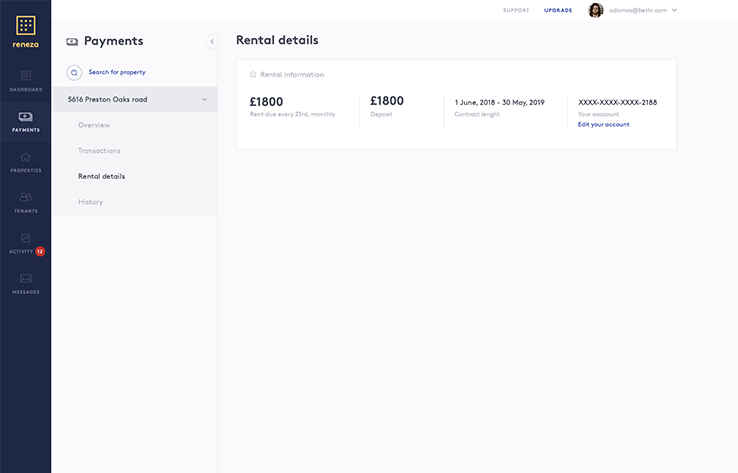 SUPPORT
UPGRADE
adomas@bettr.com
reneza
DASHBOARD
PAYMENTS
PROPERTIES
TENANTS
ACTIVITY 12
MESSAGES
Payments
Search for property
5616 Preston Oaks road
Overview
Transactions
Rental details
History
Rental details
Rental information
£1800
Rent due every 23rd, monthly
£1800
Deposit
1 June, 2018 - 30 May, 2019
Contract lenght
XXXX-XXXX-XXXX-2188
Your aaccount
Edit your account